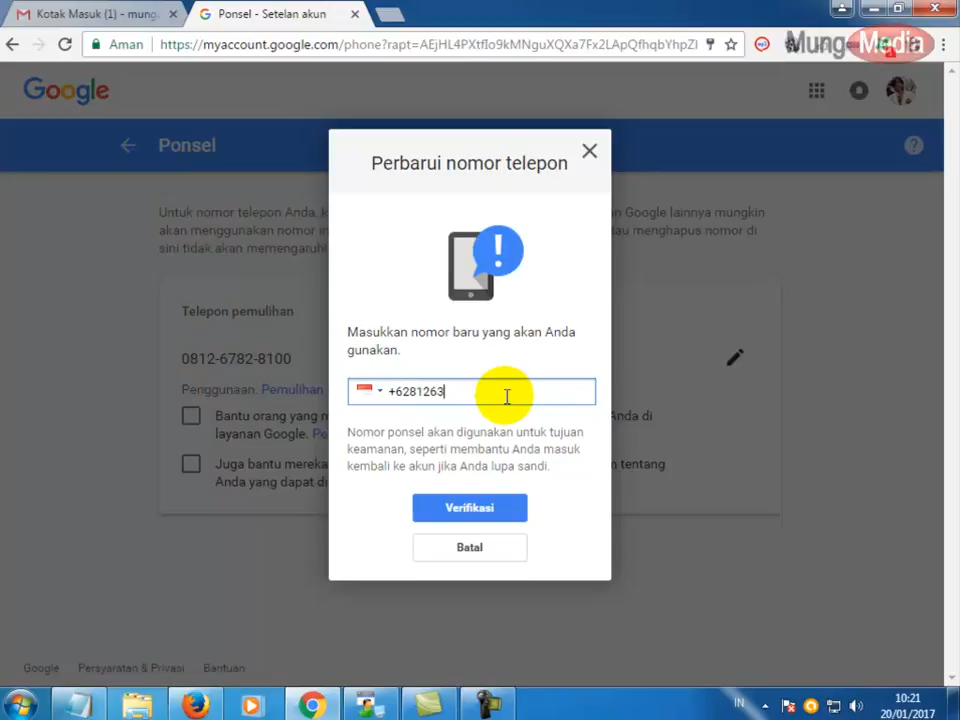 Kotak Masuk (1) - mung
Ponsel - Setelan akun
Mung Media
Aman
https://myaccount.google.com/phone?rapt=AEjHL4PXtfIo9kMNguXQXa7Fx2LApQfhqbYhpZI
Google
Ponsel
Perbarui nomor telepon
Untuk nomor telepon Anda,
n Google lainnya mungkin
akan menggunakan nomor in
au menghapus nomor di
sini tidak akan memengaruhi
Telepon pemulihan
0812-6782-8100
Penggunaan. Pemulihan
Bantu orang yang
Anda di
layanan Google.
Juga bantu mereka
tentang
Anda yang dapat di
Masukkan nomor baru yang akan Anda
gunakan.
+6281263
Nomor ponsel akan digunakan untuk tujuan
keamanan, seperti membantu Anda masuk
kembali ke akun jika Anda lupa sandi.
Verifikasi
Batal
Google
Persyaratan & Privasi
Bantuan
IN
10:21
20/01/2017